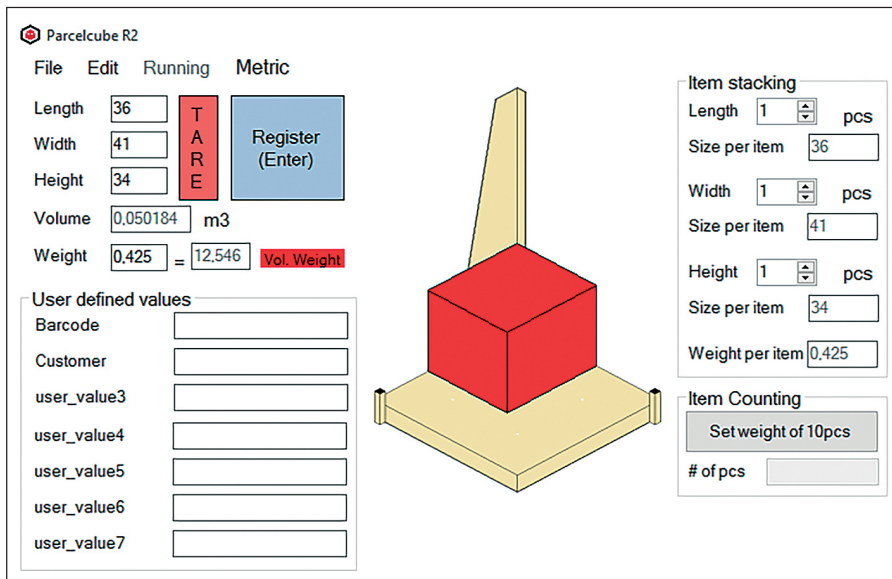 Parcelcube R2
File Edit Running Metric
Length 36
Width 41
Height 34
TARE
Register
(Enter)
Volume 0,050184 m3
Weight 0,425 = 12,546 Vol. Weight
User defined values
Barcode
Customer
user_value3
user_value4
user_value5
user_value6
user_value7
Item stacking
Length 1 pcs
Size per item 36
Width 1 pcs
Size per item 41
Height 1 pcs
Size per item 34
Weight per item 0,425
Item Counting
Set weight of 10pcs
# of pcs